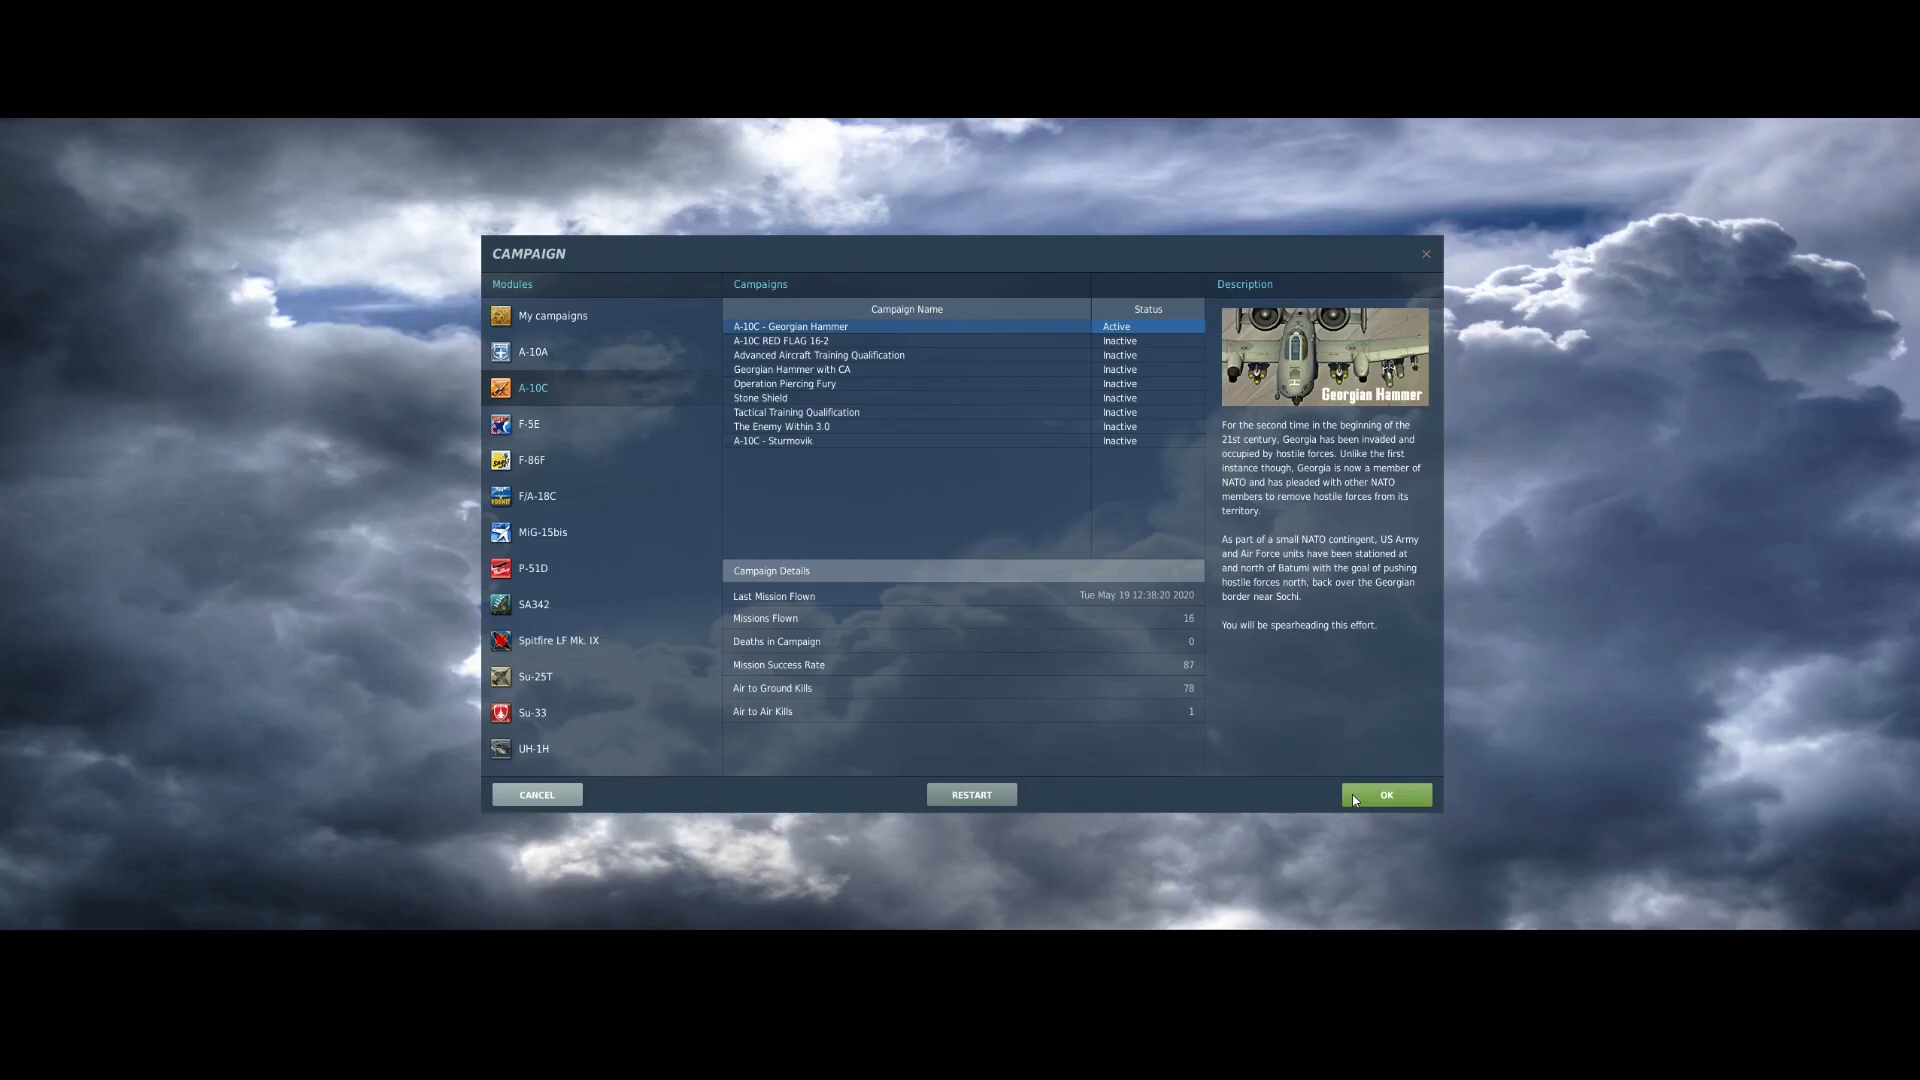 CAMPAIGN
Modules
Campaigns
Description
My campaigns
A-10A
A-10C
F-5E
F-86F
F/A-18C
MiG-15bis
P-51D
SA342
Spitfire LF Mk. IX
Su-25T
Su-33
UH-1H
Campaign Name Status
A-10C - Georgian Hammer Active
A-10C RED FLAG 16-2 Inactive
Advanced Aircraft Training Qualification Inactive
Georgian Hammer with CA Inactive
Operation Piercing Fury Inactive
Stone Shield Inactive
Tactical Training Qualification Inactive
The Enemy Within 3.0 Inactive
A-10C - Sturmovik Inactive
Campaign Details
Last Mission Flown Tue May 19 12:38:20 2020
Missions Flown 16
Deaths in Campaign 0
Mission Success Rate 87
Air to Ground Kills 78
Air to Air Kills 1
Georgian Hammer
For the second time in the beginning of the
21st century, Georgia has been invaded and
occupied by hostile forces. Unlike the first
instance though, Georgia is now a member of
NATO and has pleaded with other NATO
members to remove hostile forces from its
territory.
As part of a small NATO contingent, US Army
and Air Force units have been stationed at
and north of Batumi with the goal of pushing
hostile forces north, back over the Georgian
border near Sochi.
You will be spearheading this effort.
CANCEL
RESTART
OK